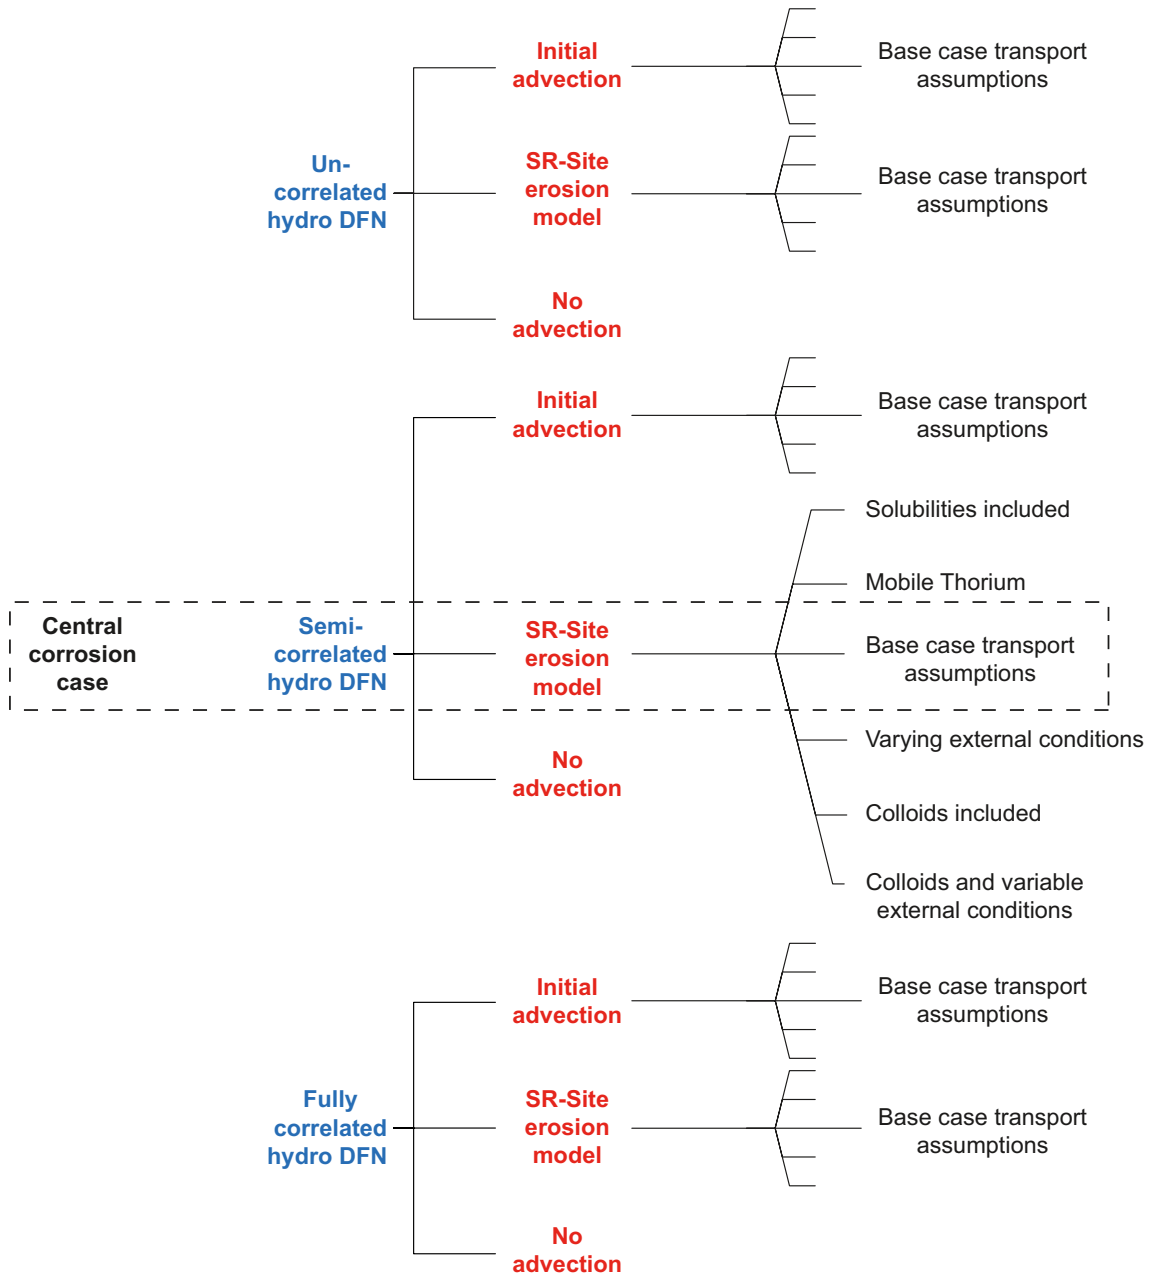 Initial
advection
Base case transport
assumptions
Un-
correlated
hydro DFN
SR-Site
erosion
model
Base case transport
assumptions
No
advection
Initial
advection
Base case transport
assumptions
Solubilities included
Mobile Thorium
Central
corrosion
case
Semi-
correlated
hydro DFN
SR-Site
erosion
model
Base case transport
assumptions
No
advection
Varying external conditions
Colloids included
Colloids and variable
external conditions
Initial
advection
Base case transport
assumptions
Fully
correlated
hydro DFN
SR-Site
erosion
model
Base case transport
assumptions
No
advection